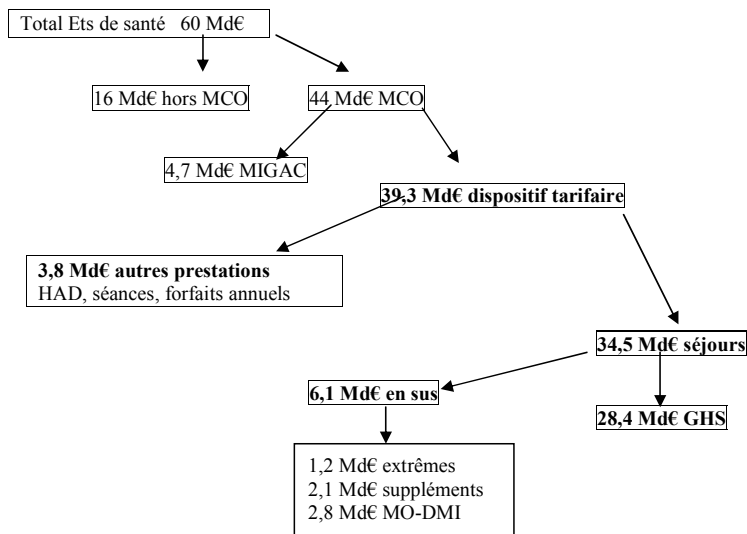 Total Ets de santé 60 Md€
16 Md€ hors MCO
44 Md€ MCO
4,7 Md€ MIGAC
39,3 Md€ dispositif tarifaire
3,8 Md€ autres prestations
HAD, séances, forfaits annuels
34,5 Md€ séjours
6,1 Md€ en sus
28,4 Md€ GHS
1,2 Md€ extrêmes
2,1 Md€ suppléments
2,8 Md€ MO-DMI